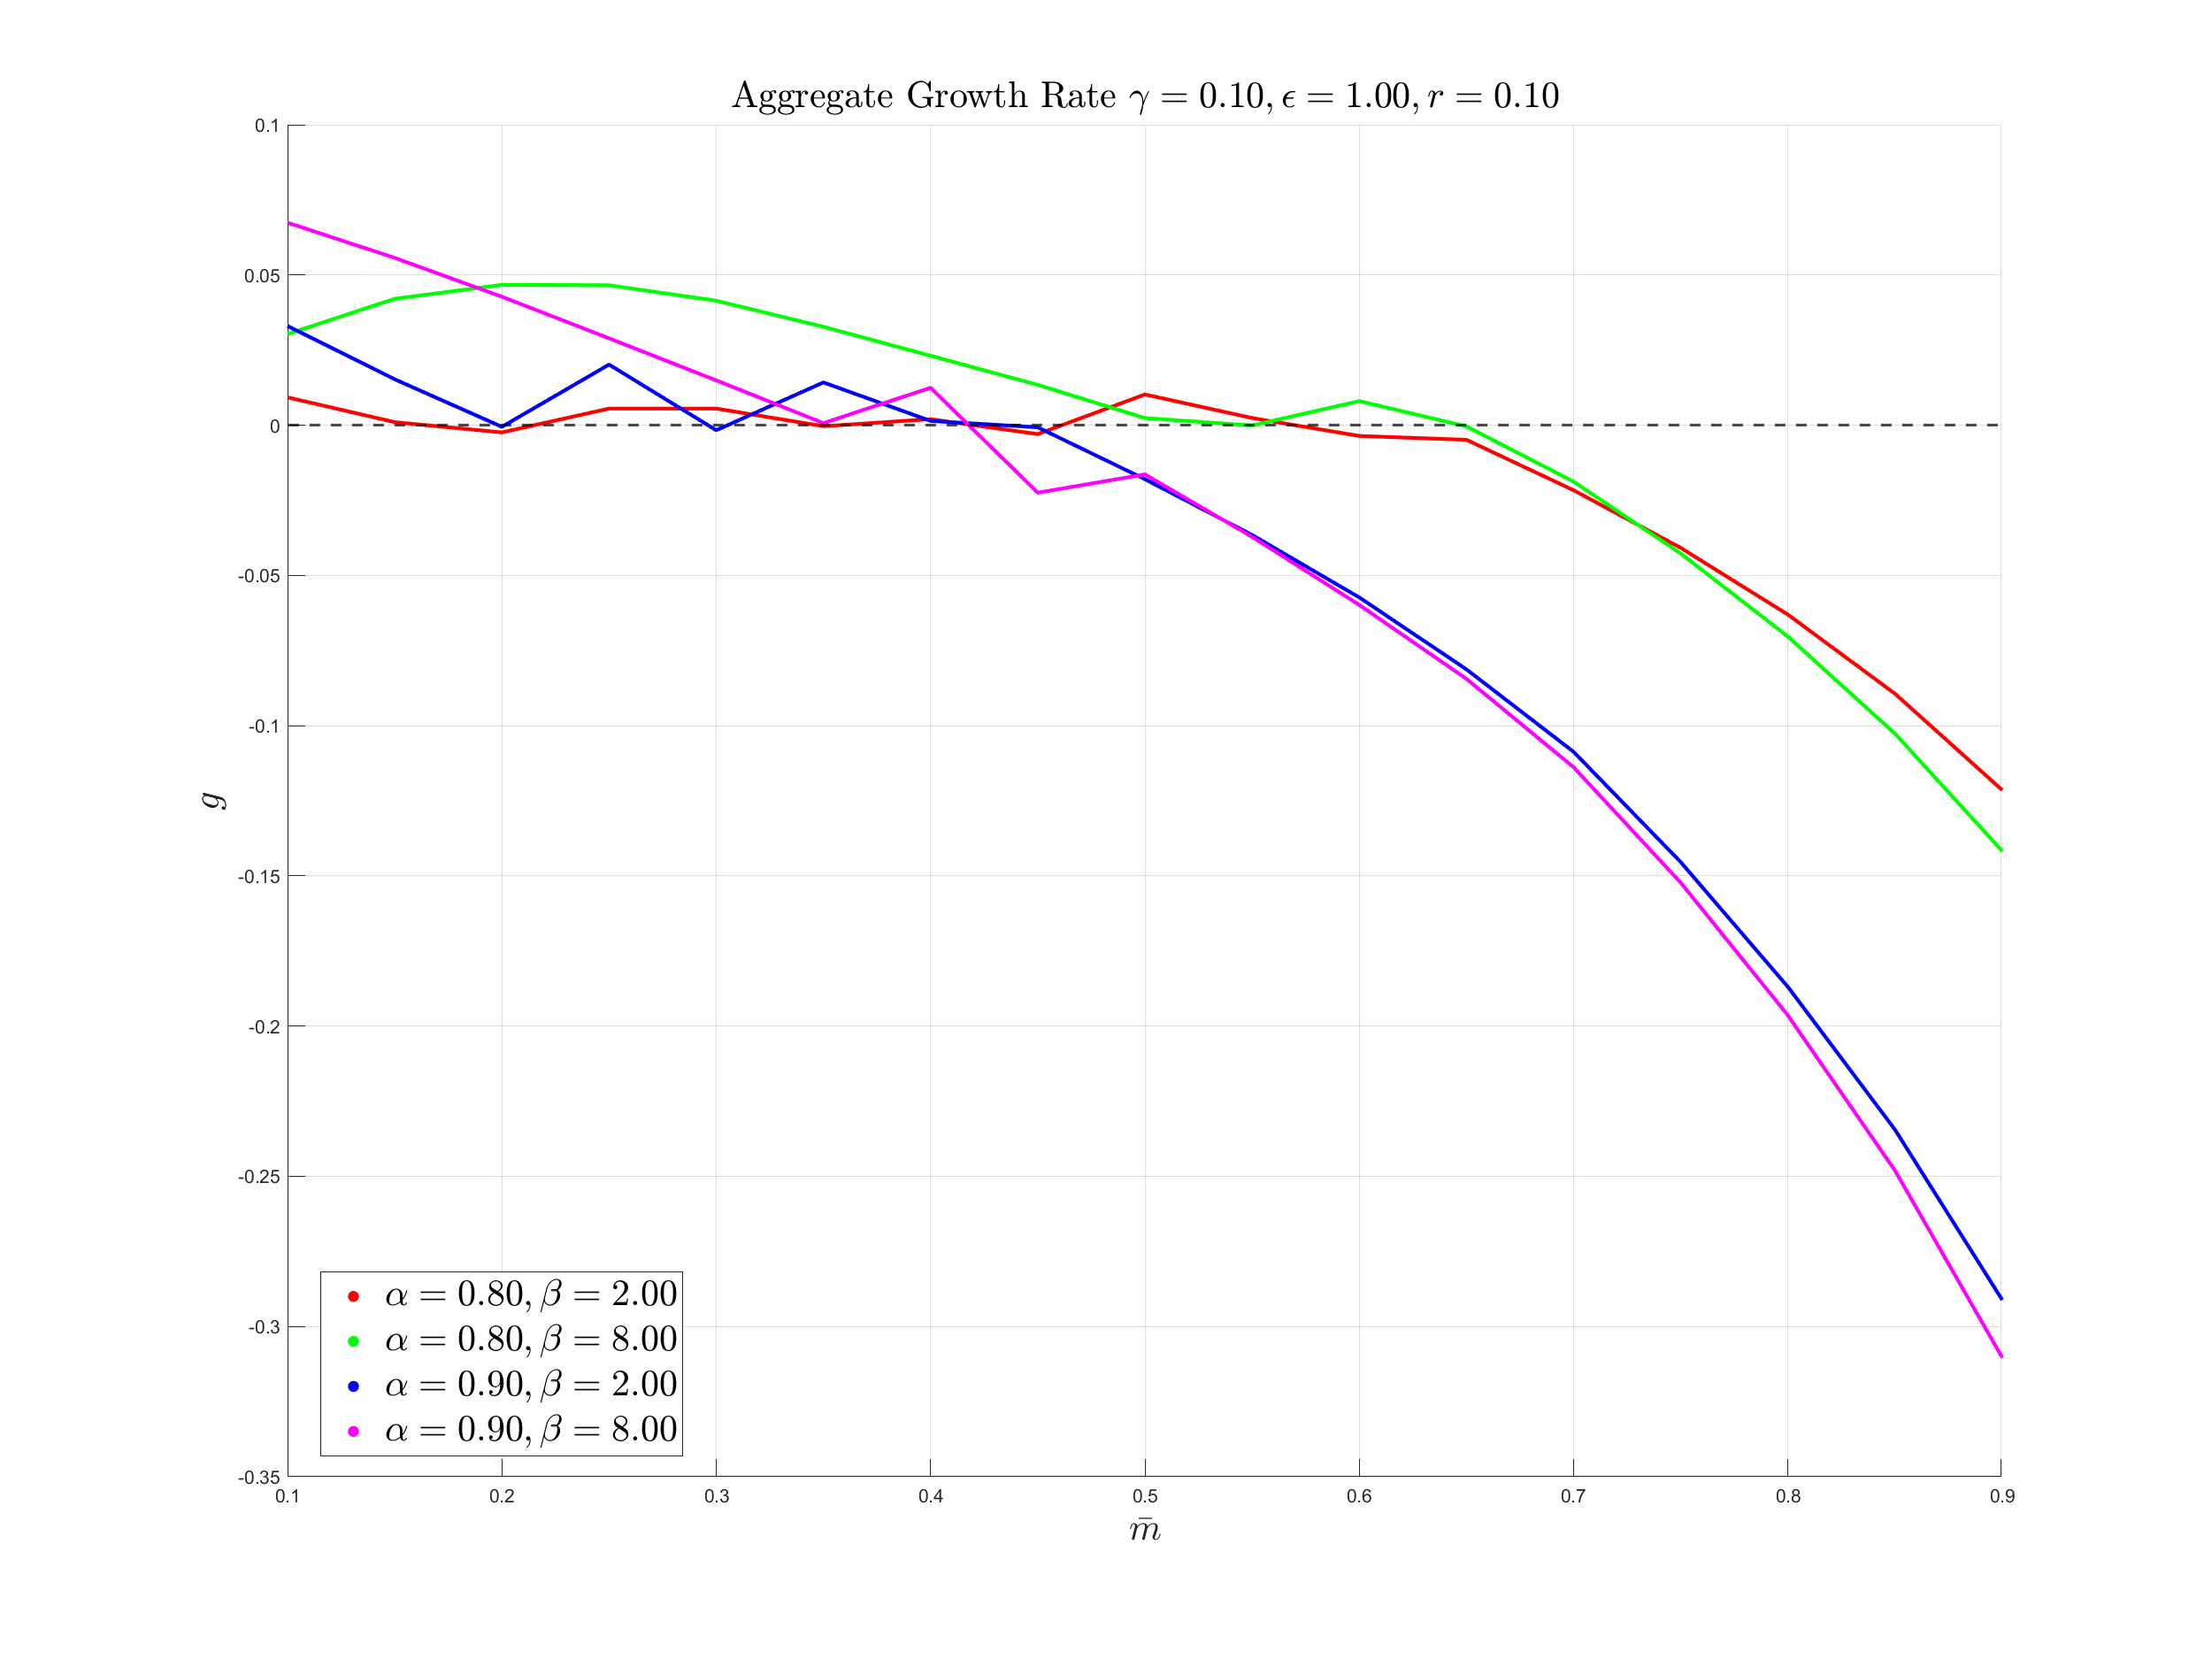 Aggregate Growth Rate γ = 0.10, ϵ = 1.00, r = 0.10
0.1
0.05
0
-0.05
-0.1
-0.15
-0.2
-0.25
-0.3
-0.35
g
α = 0.80, β = 2.00
α = 0.80, β = 8.00
α = 0.90, β = 2.00
α = 0.90, β = 8.00
0.1 0.2 0.3 0.4 0.5 0.6 0.7 0.8 0.9
m̄